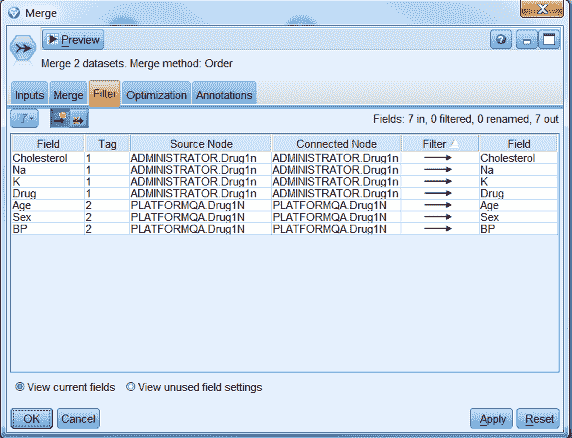 Merge
Preview
Merge 2 datasets. Merge method: Order
Inputs Merge Filter Optimization Annotations
Fields: 7 in, 0 filtered, 0 renamed, 7 out
Field Tag Source Node Connected Node Filter Field
Cholesterol 1 ADMINISTRATOR.Drug1n ADMINISTRATOR.Drug1n Cholesterol
Na 1 ADMINISTRATOR.Drug1n ADMINISTRATOR.Drug1n Na
K 1 ADMINISTRATOR.Drug1n ADMINISTRATOR.Drug1n K
Drug 1 ADMINISTRATOR.Drug1n ADMINISTRATOR.Drug1n Drug
Age 2 PLATFORMQA.Drug1N PLATFORMQA.Drug1N Age
Sex 2 PLATFORMQA.Drug1N PLATFORMQA.Drug1N Sex
BP 2 PLATFORMQA.Drug1N PLATFORMQA.Drug1N BP
View current fields View unused field settings
OK Cancel Apply Reset